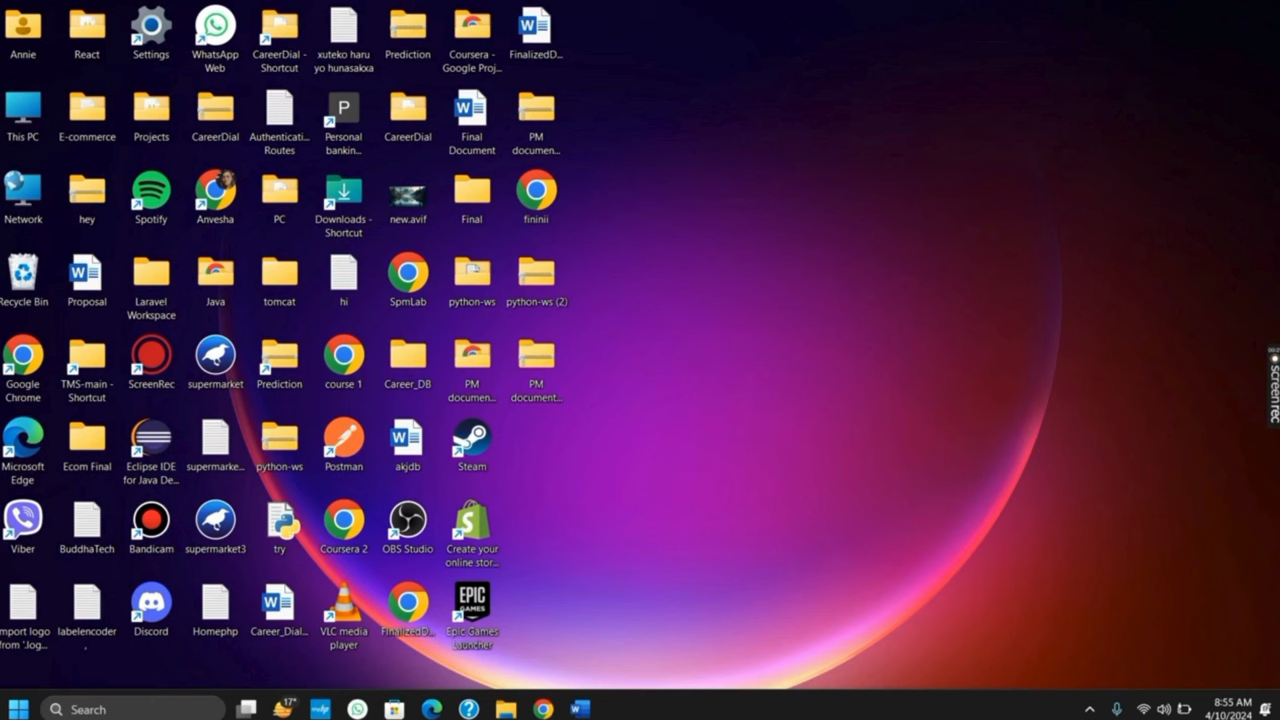 Annie
React
Settings
WhatsApp
Web
CareerDial -
Shortcut
xuteko haru
yo hunasakxa
Prediction
Coursera -
Google Proj...
FinalizedD...
This PC
E-commerce
Projects
CareerDial
Authenticati...
Routes
P
Personal
bankin...
CareerDial
Final
Document
PM
documen...
Network
hey
Spotify
Anvesha
PC
Downloads -
Shortcut
new.avif
Final
fininii
Recycle Bin
Proposal
Laravel
Workspace
Java
tomcat
hi
SpmLab
python-ws
python-ws (2)
Google
Chrome
TMS-main -
Shortcut
ScreenRec
supermarket
Prediction
course 1
Career_DB
PM
documen...
PM
document...
Microsoft
Edge
Ecom Final
Eclipse IDE
for Java De...
supermarke...
python-ws
Postman
akjdb
Steam
Viber
BuddhaTech
Bandicam
supermarket3
try
Coursera 2
OBS Studio
Create your
online stor...
mport logo
from '.log...
labelencoder
,
Discord
Homephp
Career_Dial...
VLC media
player
FinalizedD...
EPIC
GAMES
Epic Games
Launcher
screenrec
Search
17°
8:55 AM
4/10/2024